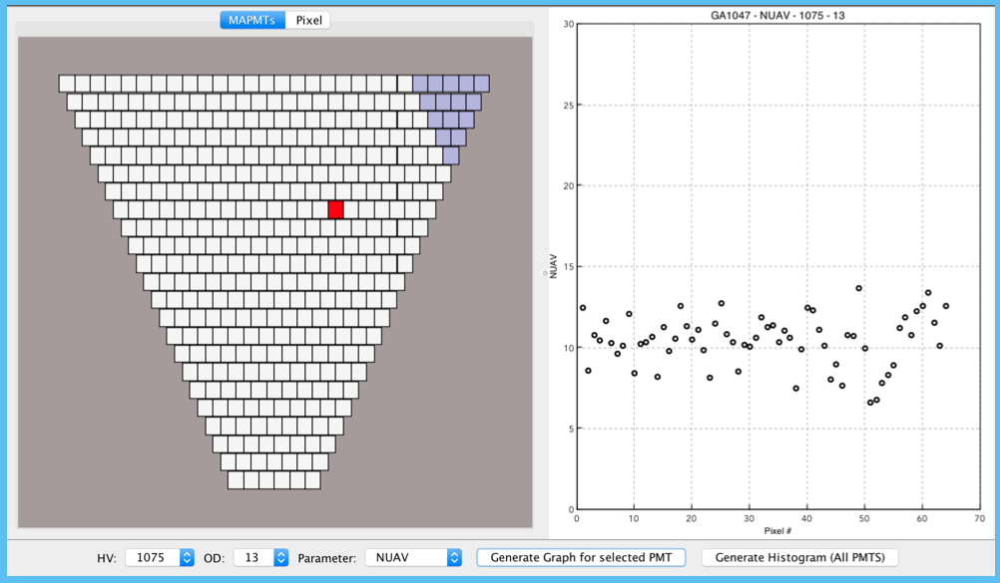 MAPMTs Pixel
GA1047 - NUAV - 1075 - 13
30
25
20
15
10
5
0
NUAV
0 10 20 30 40 50 60 70
Pixel #
HV: 1075 OD: 13 Parameter: NUAV Generate Graph for selected PMT Generate Histogram (All PMTS)